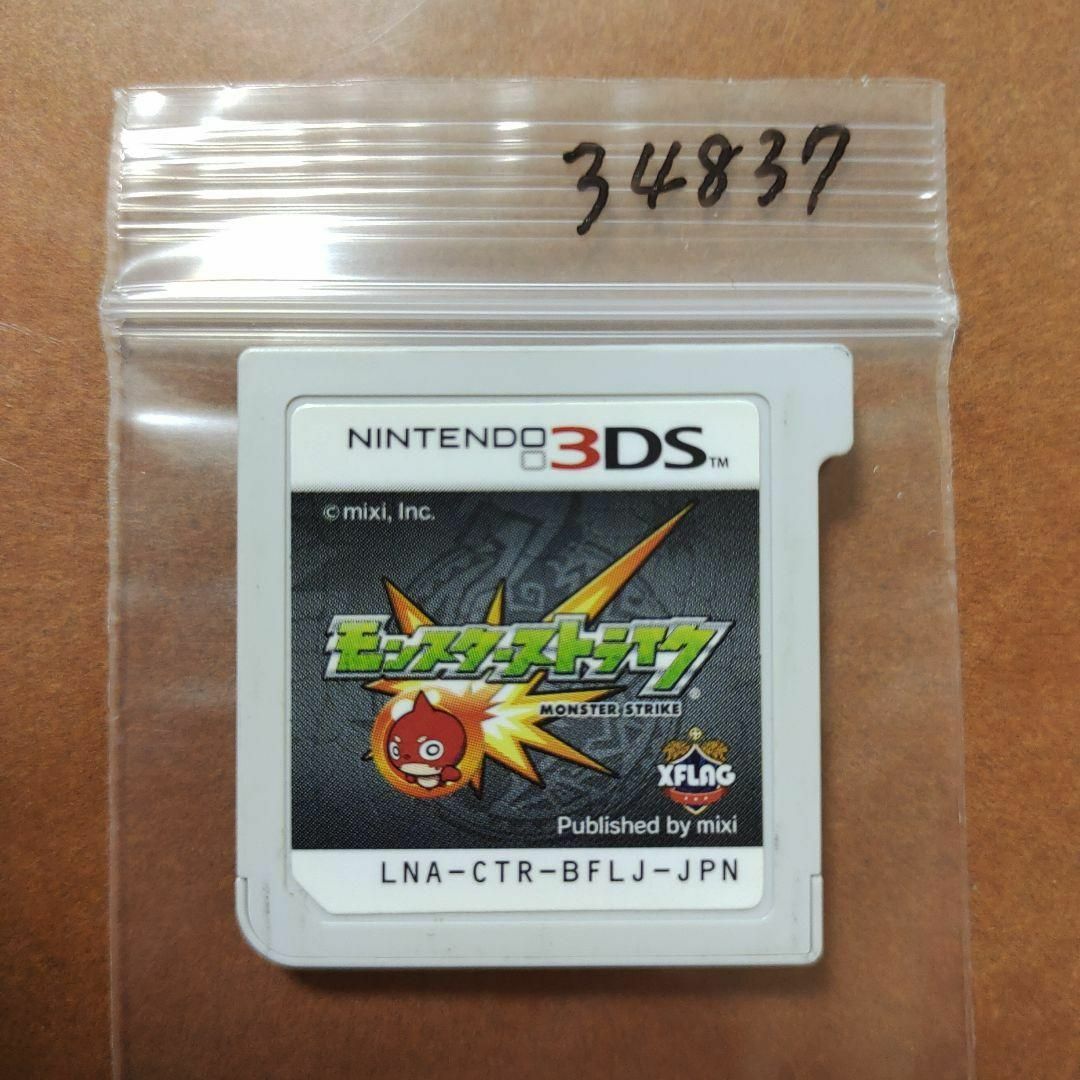 34837
NINTENDO 3DS™
©mixi, Inc.
モンスターストライク®
MONSTER STRIKE
XFLAG
Published by mixi
LNA-CTR-BFLJ-JPN